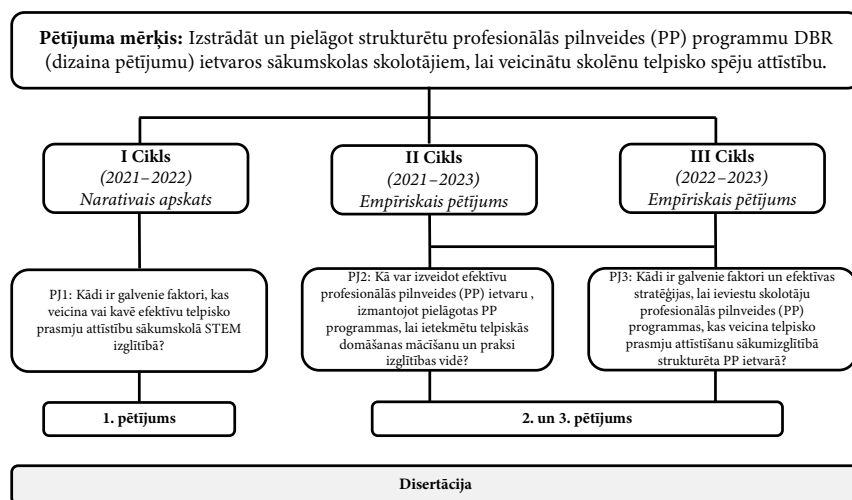 Pētījuma mērķis: Izstrādāt un pielāgot strukturētu profesionālās pilnveides (PP) programmu DBR
(dizaina pētījumu) ietvaros sākumskolas skolotājiem, lai veicinātu skolēnu telpisko spēju attīstību.
I Cikls
(2021–2022)
Naratīvais apskats
II Cikls
(2021–2023)
Empīriskais pētījums
III Cikls
(2022–2023)
Empīriskais pētījums
PJ1: Kādi ir galvenie faktori, kas
veicina vai kavē efektīvu telpisko
prasmju attīstību sākumskolā STEM
izglītībā?
PJ2: Kā var izveidot efektīvu
profesionālās pilnveides (PP) ietvaru ,
izmantojot pielāgotas PP
programmas, lai ietekmētu telpiskās
domāšanas mācīšanu un praksi
izglītības vidē?
PJ3: Kādi ir galvenie faktori un efektīvas
stratēģijas, lai ieviestu skolotāju
profesionālās pilnveides (PP)
programmas, kas veicina telpisko
prasmju attīstīšanu sākumizglītībā
strukturēta PP ietvarā?
1. pētījums
2. un 3. pētījums
Disertācija